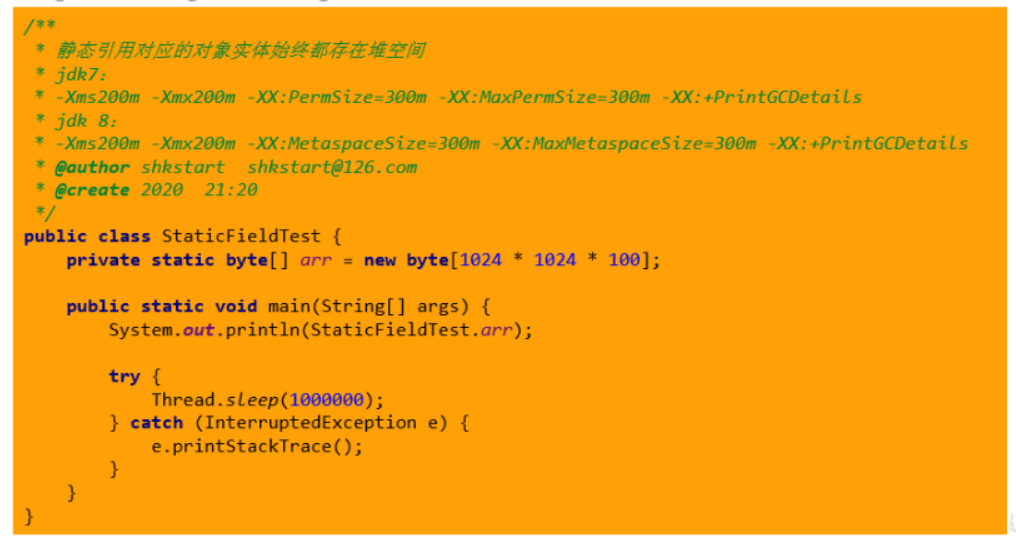 /**
 * 静态引用对应的对象实体始终都存在堆空间
 * jdk7:
 * -Xms200m -Xmx200m -XX:PermSize=300m -XX:MaxPermSize=300m -XX:+PrintGCDetails
 * jdk 8:
 * -Xms200m -Xmx200m -XX:MetaspaceSize=300m -XX:MaxMetaspaceSize=300m -XX:+PrintGCDetails
 * @author shkstart  shkstart@126.com
 * @create 2020  21:20
 */
public class StaticFieldTest {
    private static byte[] arr = new byte[1024 * 1024 * 100];

    public static void main(String[] args) {
        System.out.println(StaticFieldTest.arr);

        try {
            Thread.sleep(1000000);
        } catch (InterruptedException e) {
            e.printStackTrace();
        }
    }
}